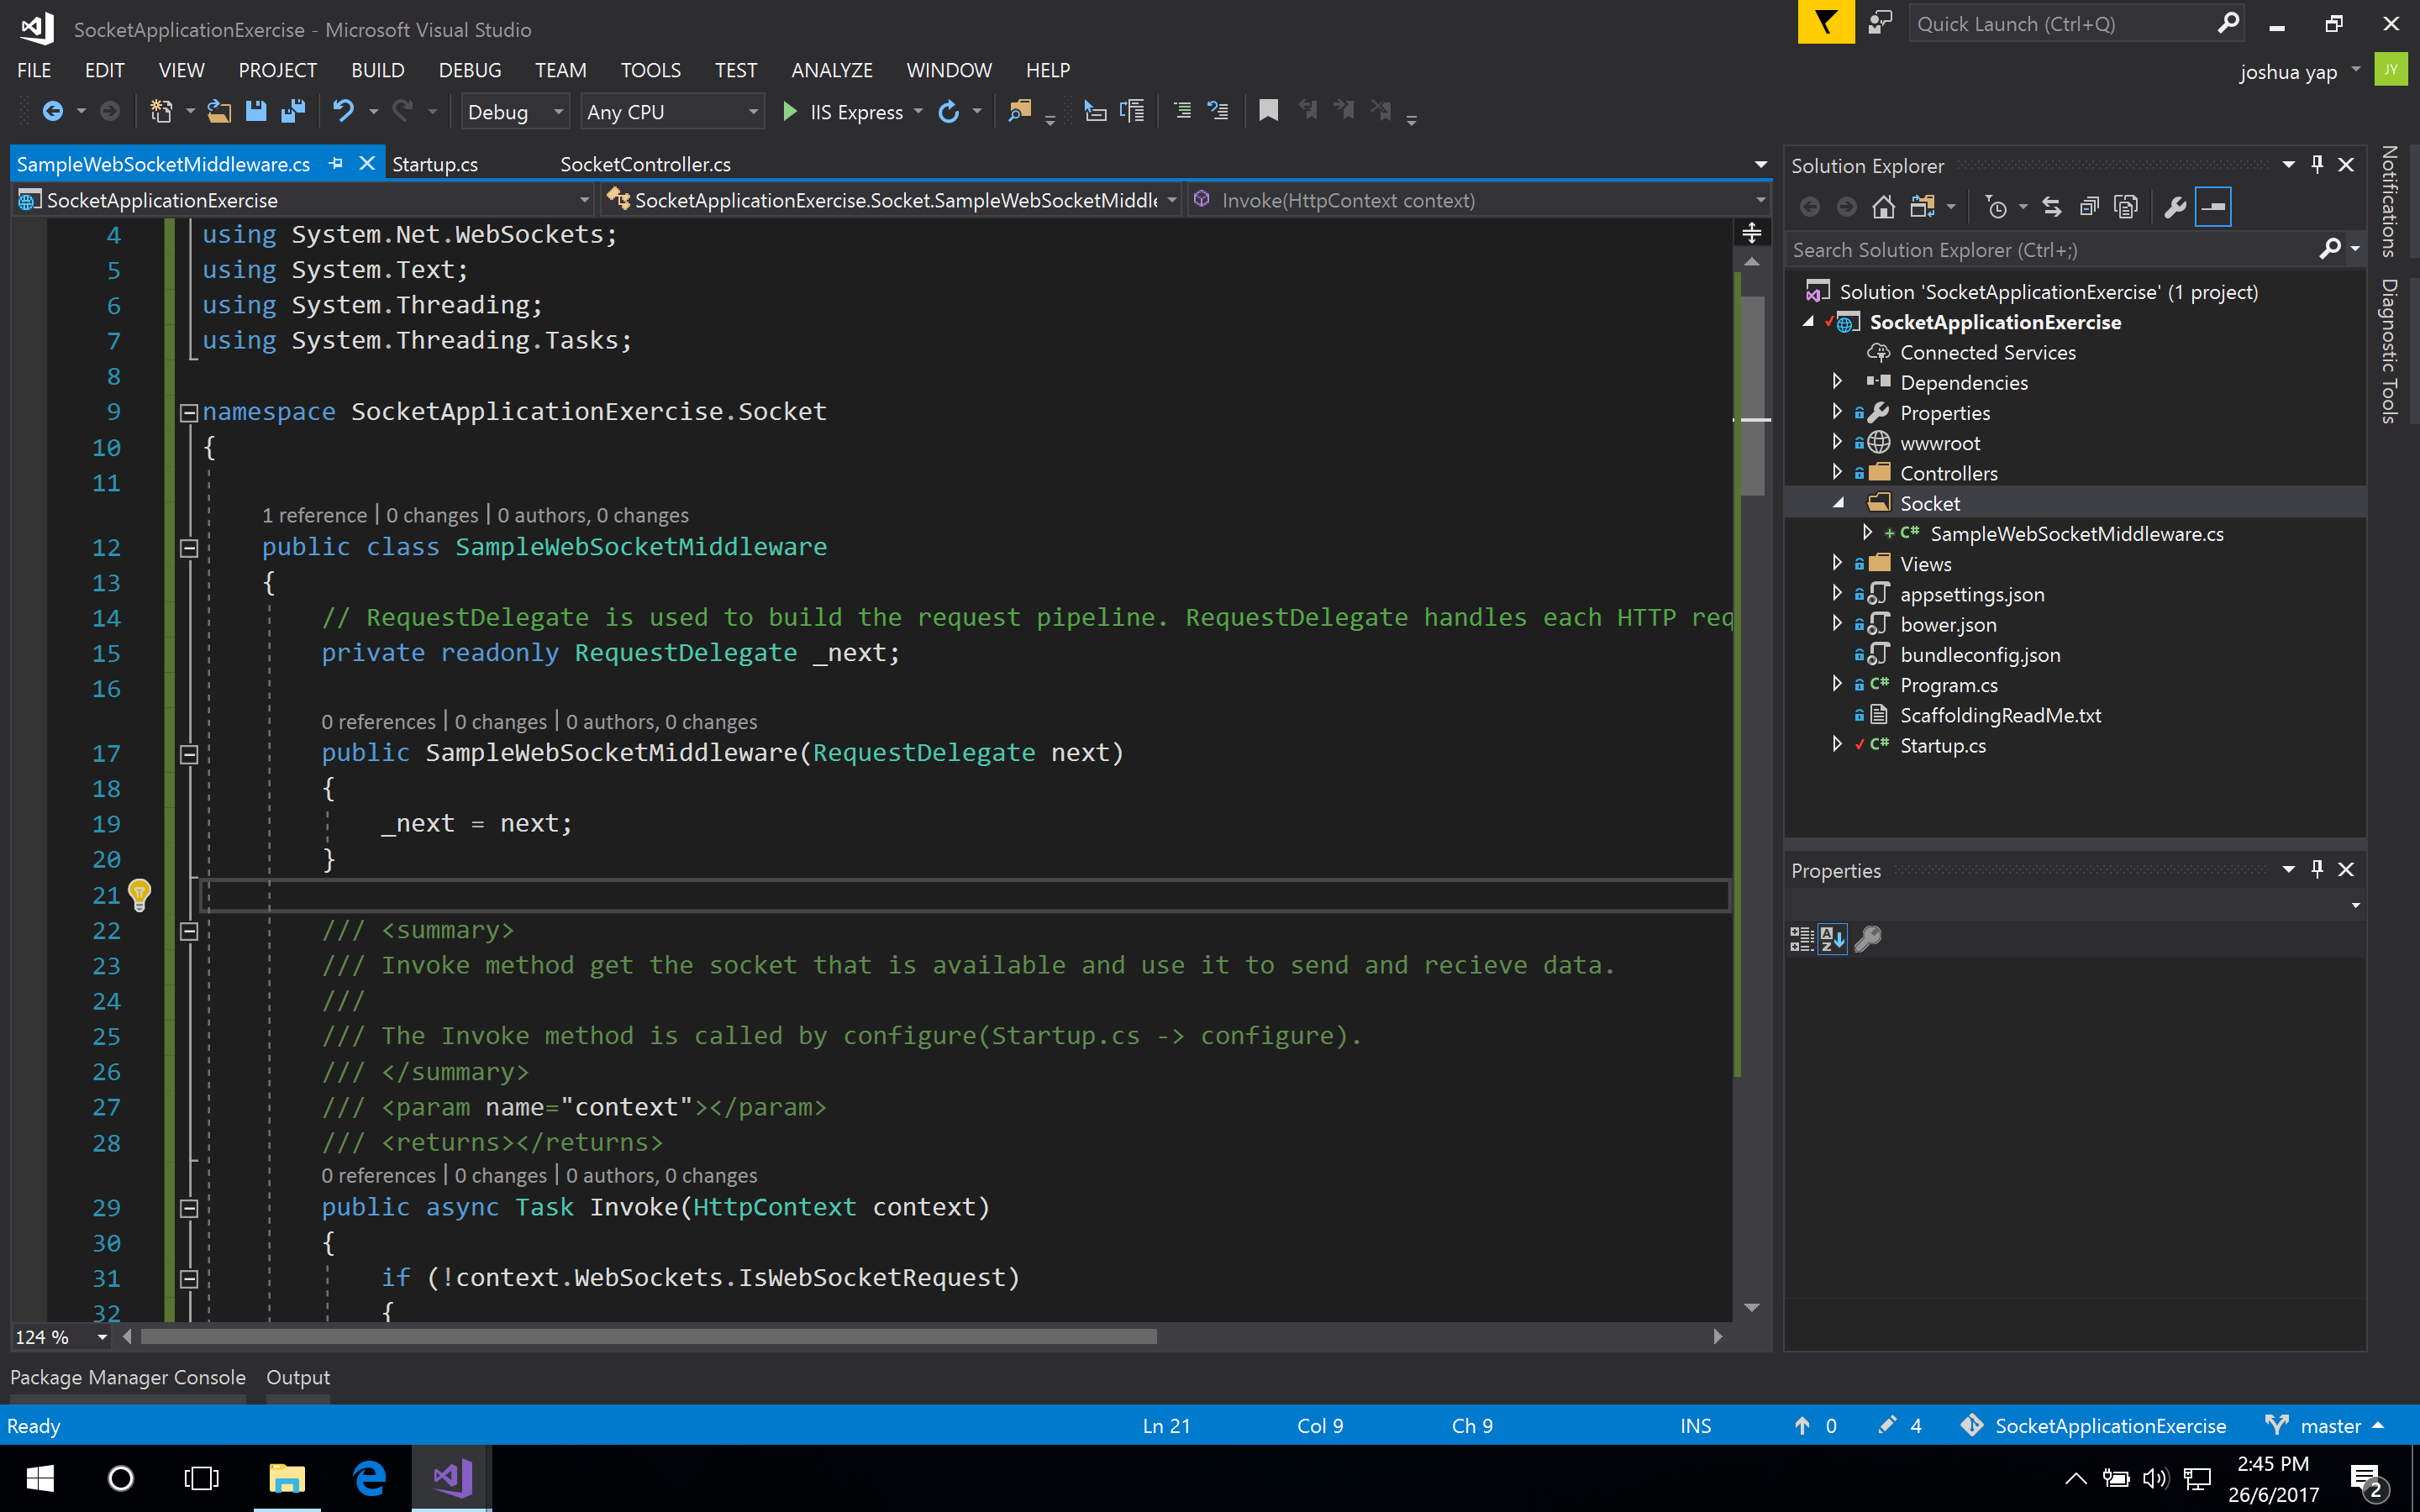 SocketApplicationExercise - Microsoft Visual Studio
Quick Launch (Ctrl+Q)
FILE EDIT VIEW PROJECT BUILD DEBUG TEAM TOOLS TEST ANALYZE WINDOW HELP
joshua yap
JY
Debug Any CPU IIS Express
SampleWebSocketMiddleware.cs Startup.cs SocketController.cs
SocketApplicationExercise SocketApplicationExercise.Socket.SampleWebSocketMiddle Invoke(HttpContext context)
4 using System.Net.WebSockets;
5 using System.Text;
6 using System.Threading;
7 using System.Threading.Tasks;
8
9 namespace SocketApplicationExercise.Socket
10 {
11
1 reference | 0 changes | 0 authors, 0 changes
12 public class SampleWebSocketMiddleware
13 {
14 // RequestDelegate is used to build the request pipeline. RequestDelegate handles each HTTP req
15 private readonly RequestDelegate _next;
16
0 references | 0 changes | 0 authors, 0 changes
17 public SampleWebSocketMiddleware(RequestDelegate next)
18 {
19 _next = next;
20 }
21
22 /// <summary>
23 /// Invoke method get the socket that is available and use it to send and recieve data.
24 ///
25 /// The Invoke method is called by configure(Startup.cs -> configure).
26 /// </summary>
27 /// <param name="context"></param>
28 /// <returns></returns>
0 references | 0 changes | 0 authors, 0 changes
29 public async Task Invoke(HttpContext context)
30 {
31 if (!context.WebSockets.IsWebSocketRequest)
32 {
124 %
Package Manager Console Output
Solution Explorer
Search Solution Explorer (Ctrl+;)
Solution 'SocketApplicationExercise' (1 project)
SocketApplicationExercise
Connected Services
Dependencies
Properties
wwwroot
Controllers
Socket
C# SampleWebSocketMiddleware.cs
Views
appsettings.json
bower.json
bundleconfig.json
C# Program.cs
ScaffoldingReadMe.txt
C# Startup.cs
Properties
Notifications
Diagnostic Tools
Ready Ln 21 Col 9 Ch 9 INS 0 4 SocketApplicationExercise master
2:45 PM
26/6/2017
2